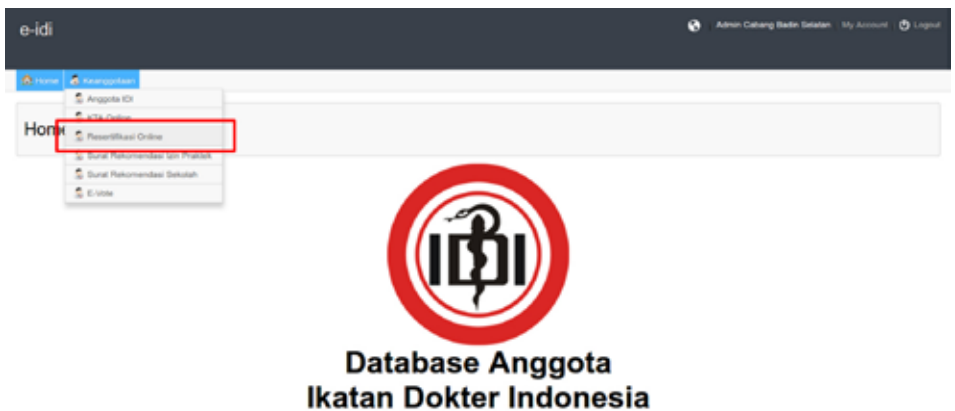 e-idi
Admin Cabang Badin Selatan My Account Logout
Home Keanggotaan
Anggota IDI
KTA Online
Home
Resertifikasi Online
Surat Rekomendasi Izin Praktek
Surat Rekomendasi Sekolah
E-Vote
IDI
Database Anggota
Ikatan Dokter Indonesia